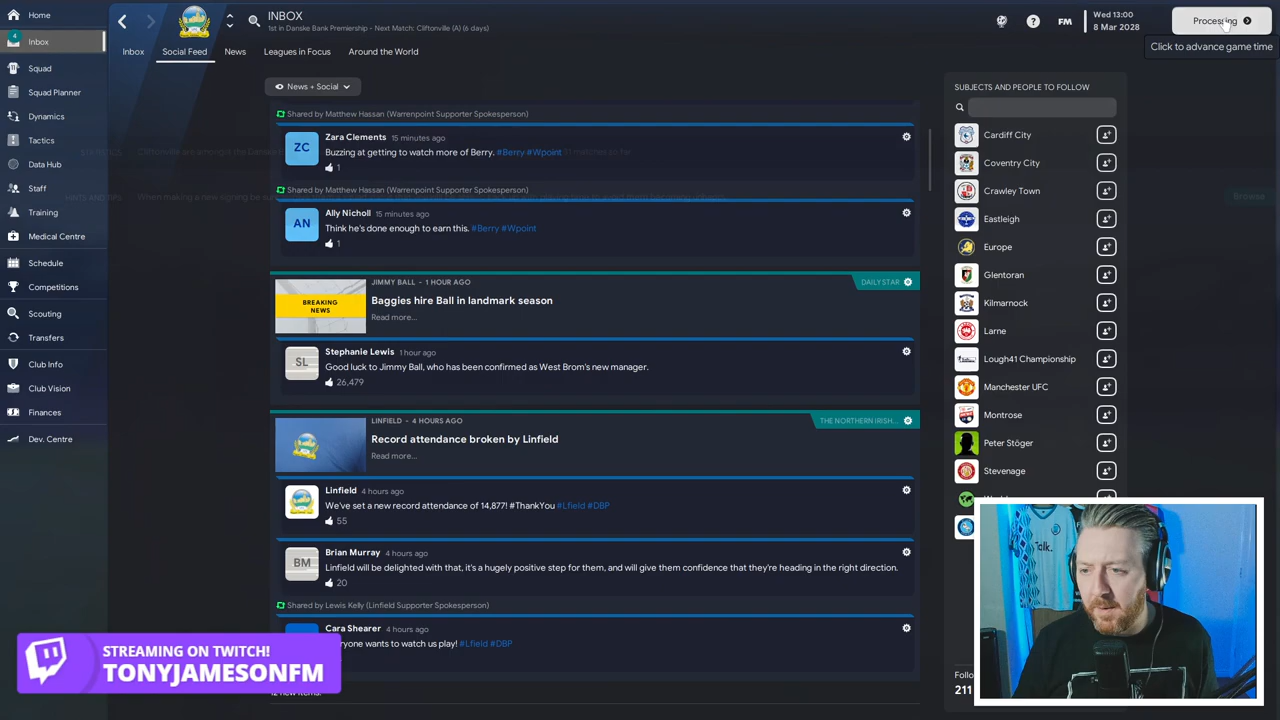 Home
4
Inbox
Squad
Squad Planner
Dynamics
Tactics
Data Hub
Staff
Training
Medical Centre
Schedule
Competitions
Scouting
Transfers
Club Info
Club Vision
Finances
Dev. Centre
INBOX
1st in Danske Bank Premiership - Next Match: Cliftonville (A) (6 days)
FM
Wed 13:00
8 Mar 2028
Processing
Click to advance game time
Inbox
Social Feed
News
Leagues in Focus
Around the World
News + Social
Shared by Matthew Hassan (Warrenpoint Supporter Spokesperson)
ZC
Zara Clements 15 minutes ago
Buzzing at getting to watch more of Berry. #Berry #Wpoint
1
Shared by Matthew Hassan (Warrenpoint Supporter Spokesperson)
AN
Ally Nicholl 15 minutes ago
Think he's done enough to earn this. #Berry #Wpoint
1
BREAKING
NEWS
JIMMY BALL - 1 HOUR AGO
DAILY STAR
Baggies hire Ball in landmark season
Read more...
SL
Stephanie Lewis 1 hour ago
Good luck to Jimmy Ball, who has been confirmed as West Brom's new manager.
26,479
LINFIELD - 4 HOURS AGO
THE NORTHERN IRISH...
Record attendance broken by Linfield
Read more...
Linfield 4 hours ago
We've set a new record attendance of 14,877! #ThankYou #Lfield #DBP
55
BM
Brian Murray 4 hours ago
Linfield will be delighted with that, it's a hugely positive step for them, and will give them confidence that they're heading in the right direction.
20
Shared by Lewis Kelly (Linfield Supporter Spokesperson)
Cara Shearer 4 hours ago
eryone wants to watch us play! #Lfield #DBP
SUBJECTS AND PEOPLE TO FOLLOW
Cardiff City
Coventry City
Crawley Town
Eastleigh
Europe
Glentoran
Kilmarnock
Larne
Lough41 Championship
Manchester UFC
Montrose
Peter Stöger
Stevenage
Follo
211
Browse
STREAMING ON TWITCH!
TONYJAMESONFM
Talk.